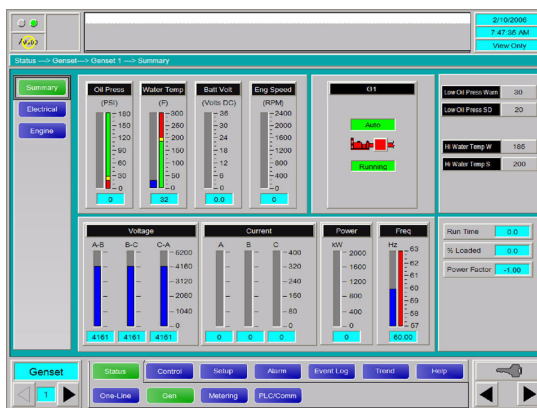 2/10/2006
7:47:36 AM
View Only
Status ---> Genset---> Genset 1 ---> Summary
Summary
Electrical
Engine
Oil Press
(PSI)
180
150
120
90
60
30
0
0
Water Temp
(F)
300
260
200
150
100
50
0
32
Batt Volt
(Volts DC)
36
30
24
18
12
6
0
0.0
Eng Speed
(RPM)
2400
2000
1600
1200
800
400
0
0
G1
Auto
Running
Low Oil Press Warn 30
Low Oil Press SD 20
Hi Water Temp W 185
Hi Water Temp S 200
Voltage
A-B B-C C-A
5200
4160
3120
2080
1040
0
4161 4161 4161
Current
A B C
400
320
240
160
80
0
0 0 0
Power
kW
2000
1600
1200
800
400
0
0
Freq
Hz
63
62
61
60
59
58
57
60.00
Run Time 0.0
% Loaded 0.0
Power Factor -1.00
Genset
1
Status Control Setup Alarm Event Log Trend Help
One-Line Gen Metering PLC/Comm